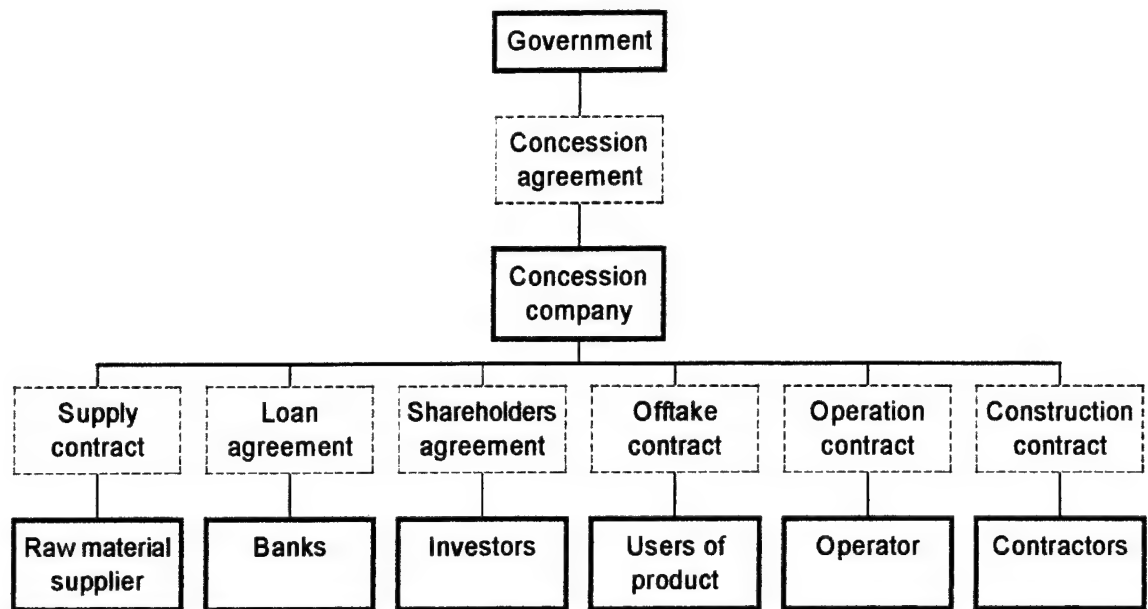 Government
Concession
agreement
Concession
company
Supply
contract
Loan
agreement
Shareholders
agreement
Offtake
contract
Operation
contract
Construction
contract
Raw material
supplier
Banks
Investors
Users of
product
Operator
Contractors